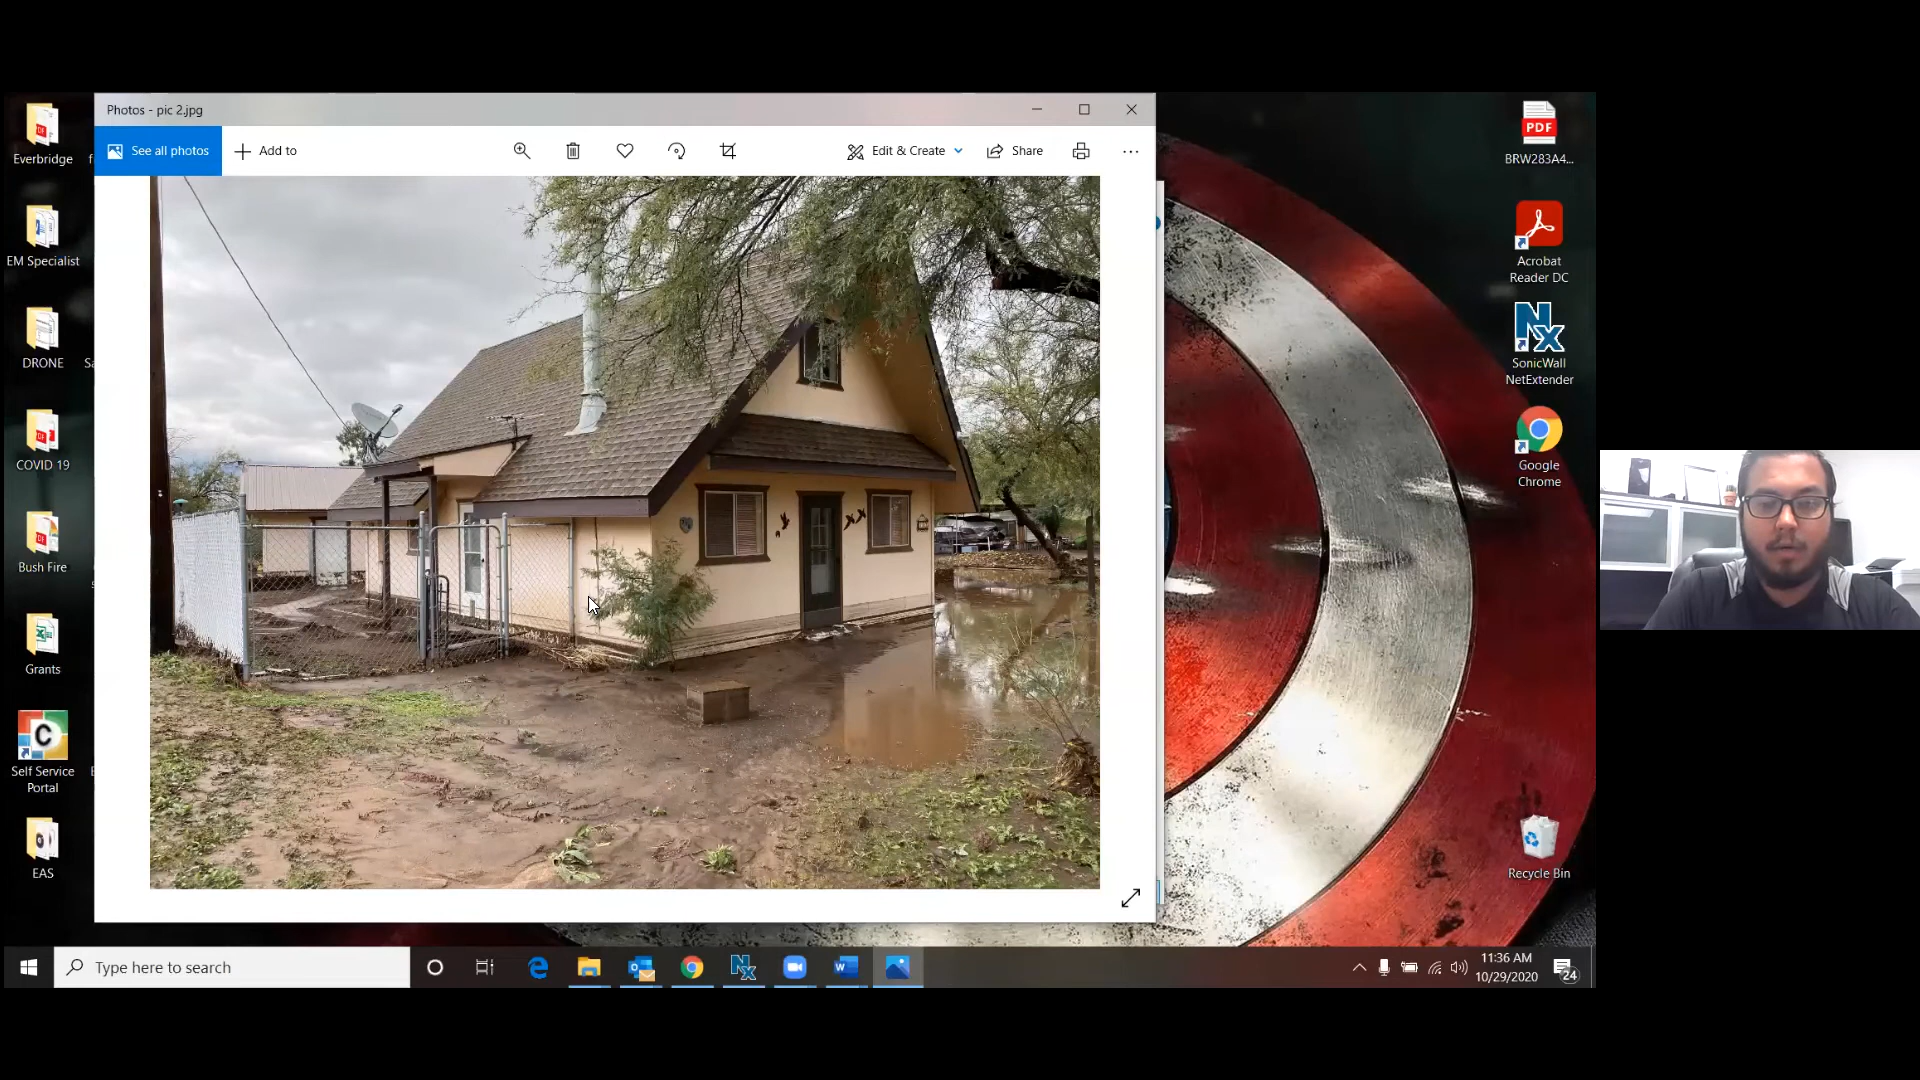 Photos - pic 2.jpg
See all photos
Add to
Edit & Create
Share
Everbridge
EM Specialist
DRONE
COVID 19
Bush Fire
Grants
C
Self Service
Portal
EAS
PDF
BRW283A4...
Acrobat
Reader DC
SonicWall
NetExtender
Google
Chrome
Recycle Bin
Type here to search
11:36 AM
10/29/2020
24